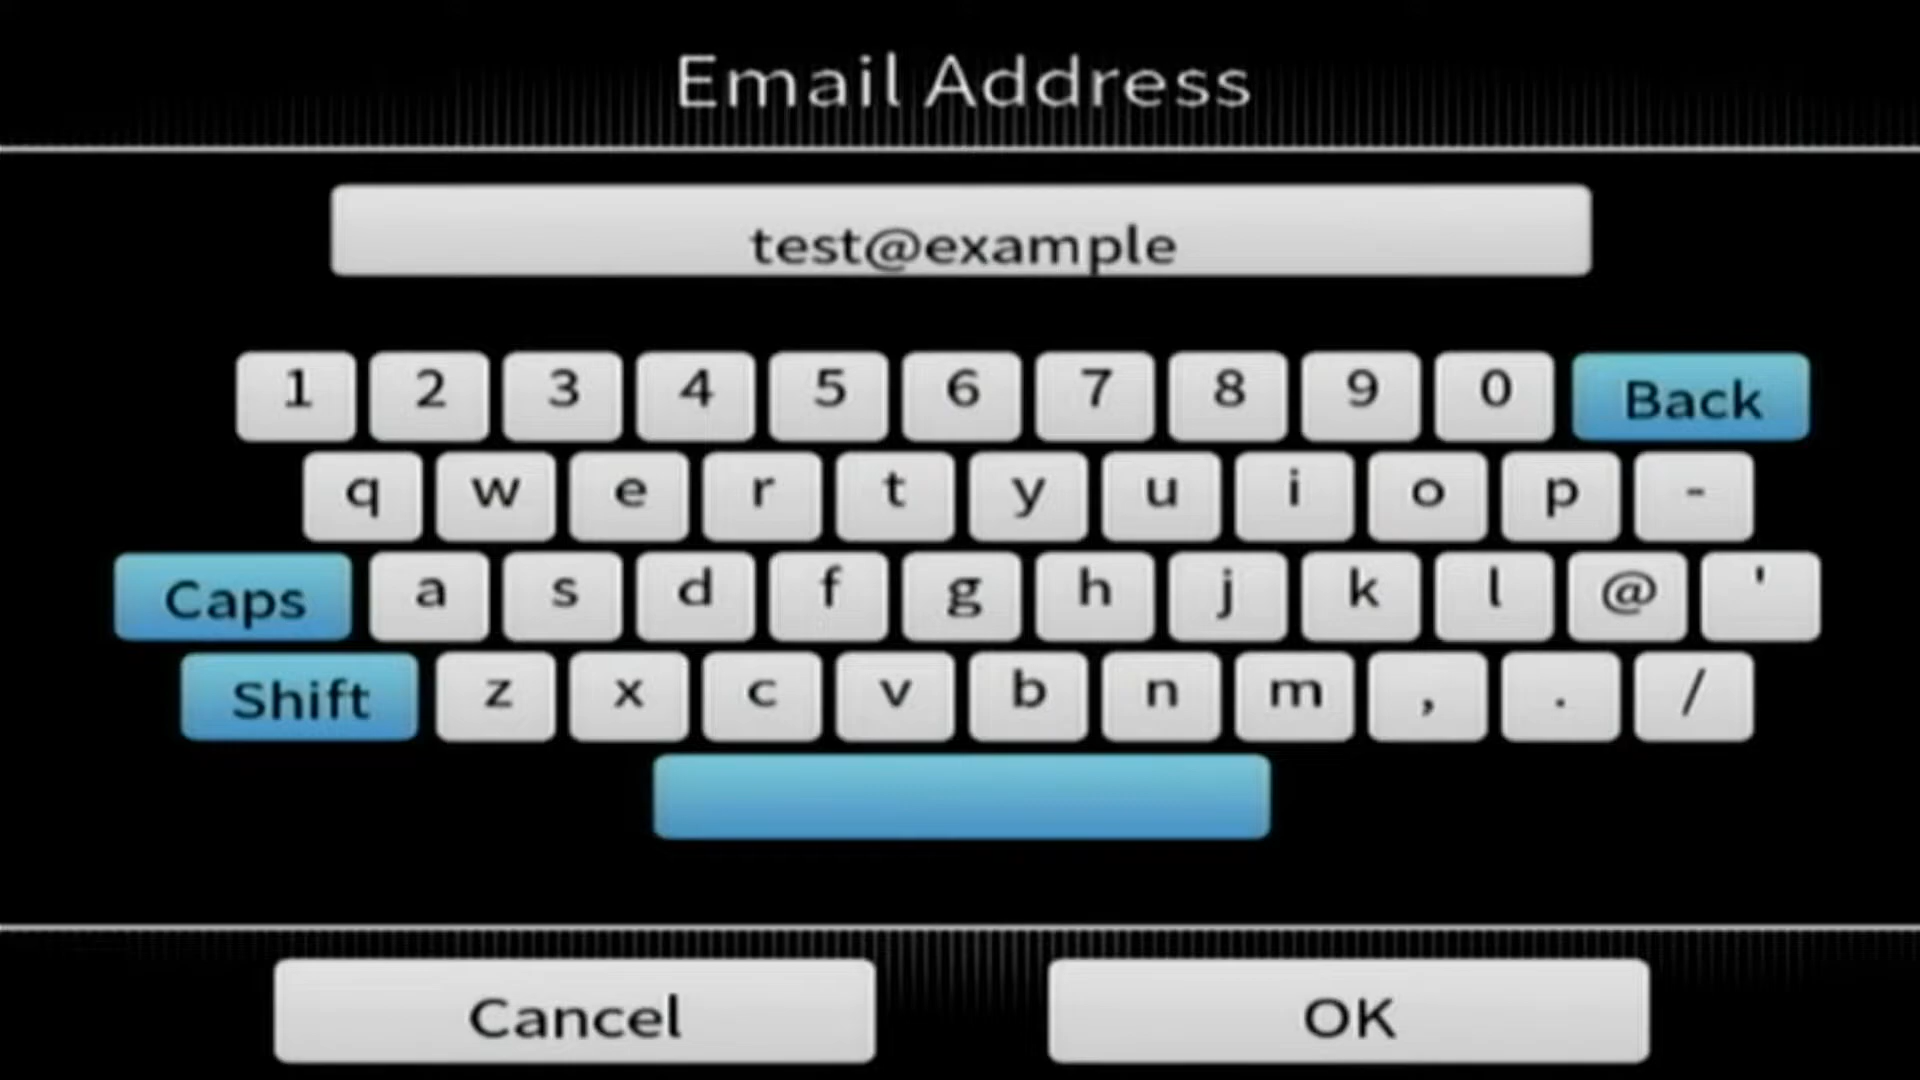 Email Address
test@example
1 2 3 4 5 6 7 8 9 0 Back
q w e r t y u i o p -
Caps a s d f g h j k l @ '
Shift z x c v b n m , . /
Cancel OK